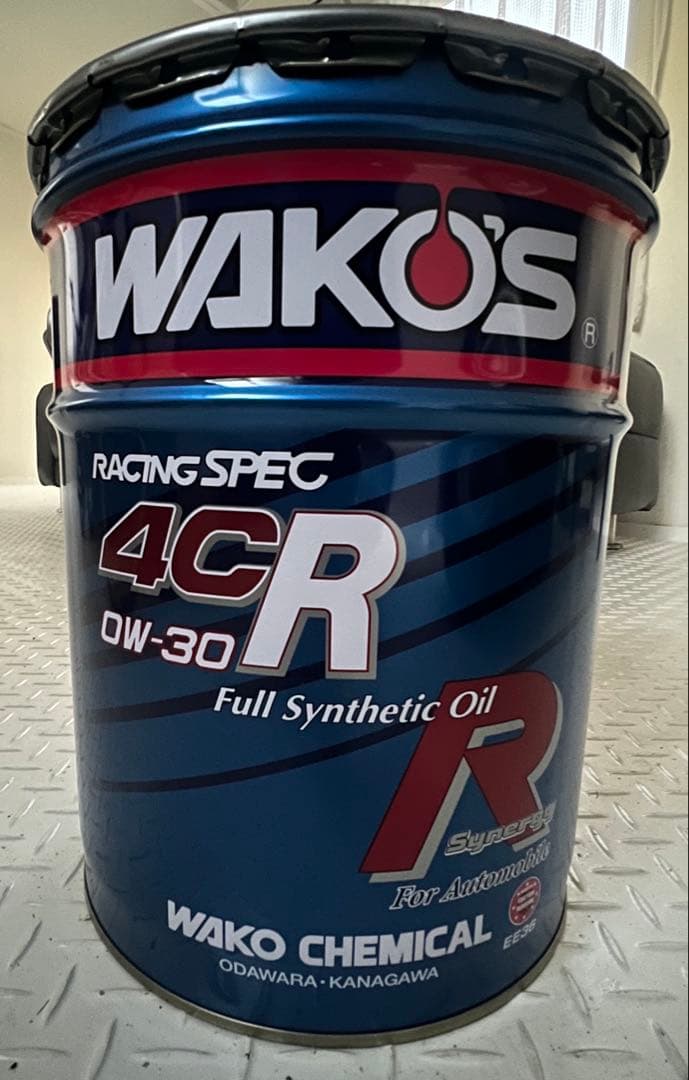 WAKO'S
®
RACING SPEC
4CR
0W-30
Full Synthetic Oil
R
Synergy
For Automobile
EE36
WAKO CHEMICAL
ODAWARA・KANAGAWA